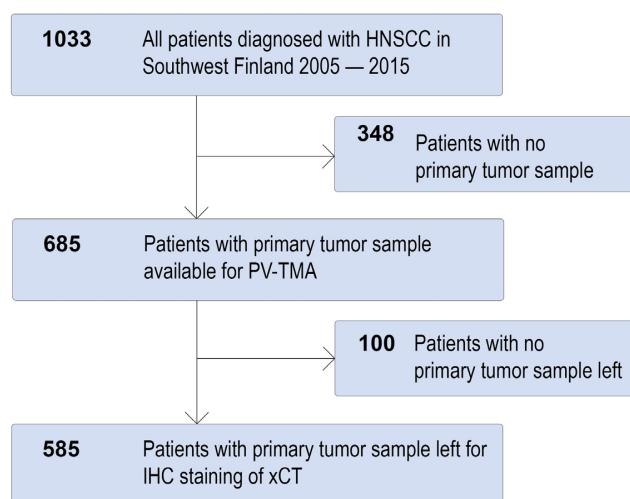 1033 All patients diagnosed with HNSCC in
Southwest Finland 2005 — 2015
348 Patients with no
primary tumor sample
685 Patients with primary tumor sample
available for PV-TMA
100 Patients with no
primary tumor sample left
585 Patients with primary tumor sample left for
IHC staining of xCT